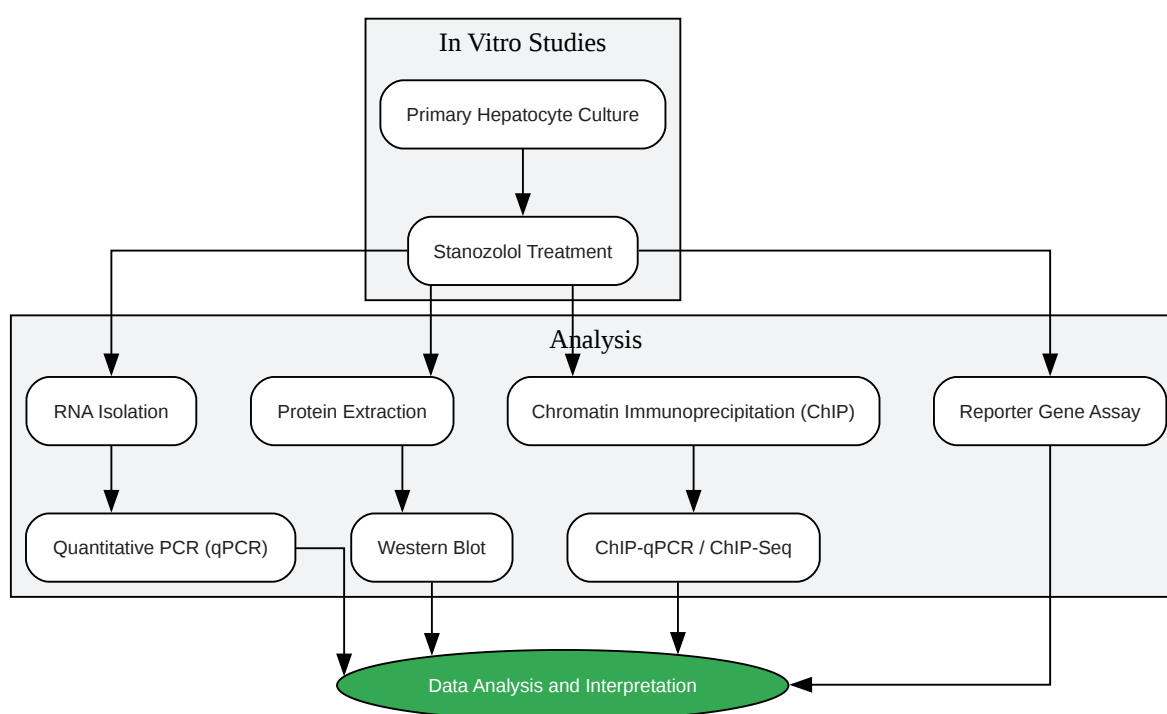 In Vitro Studies
Primary Hepatocyte Culture
Stanozolol Treatment
Analysis
RNA Isolation
Protein Extraction
Chromatin Immunoprecipitation (ChIP)
Reporter Gene Assay
Quantitative PCR (qPCR)
Western Blot
ChIP-qPCR / ChIP-Seq
Data Analysis and Interpretation